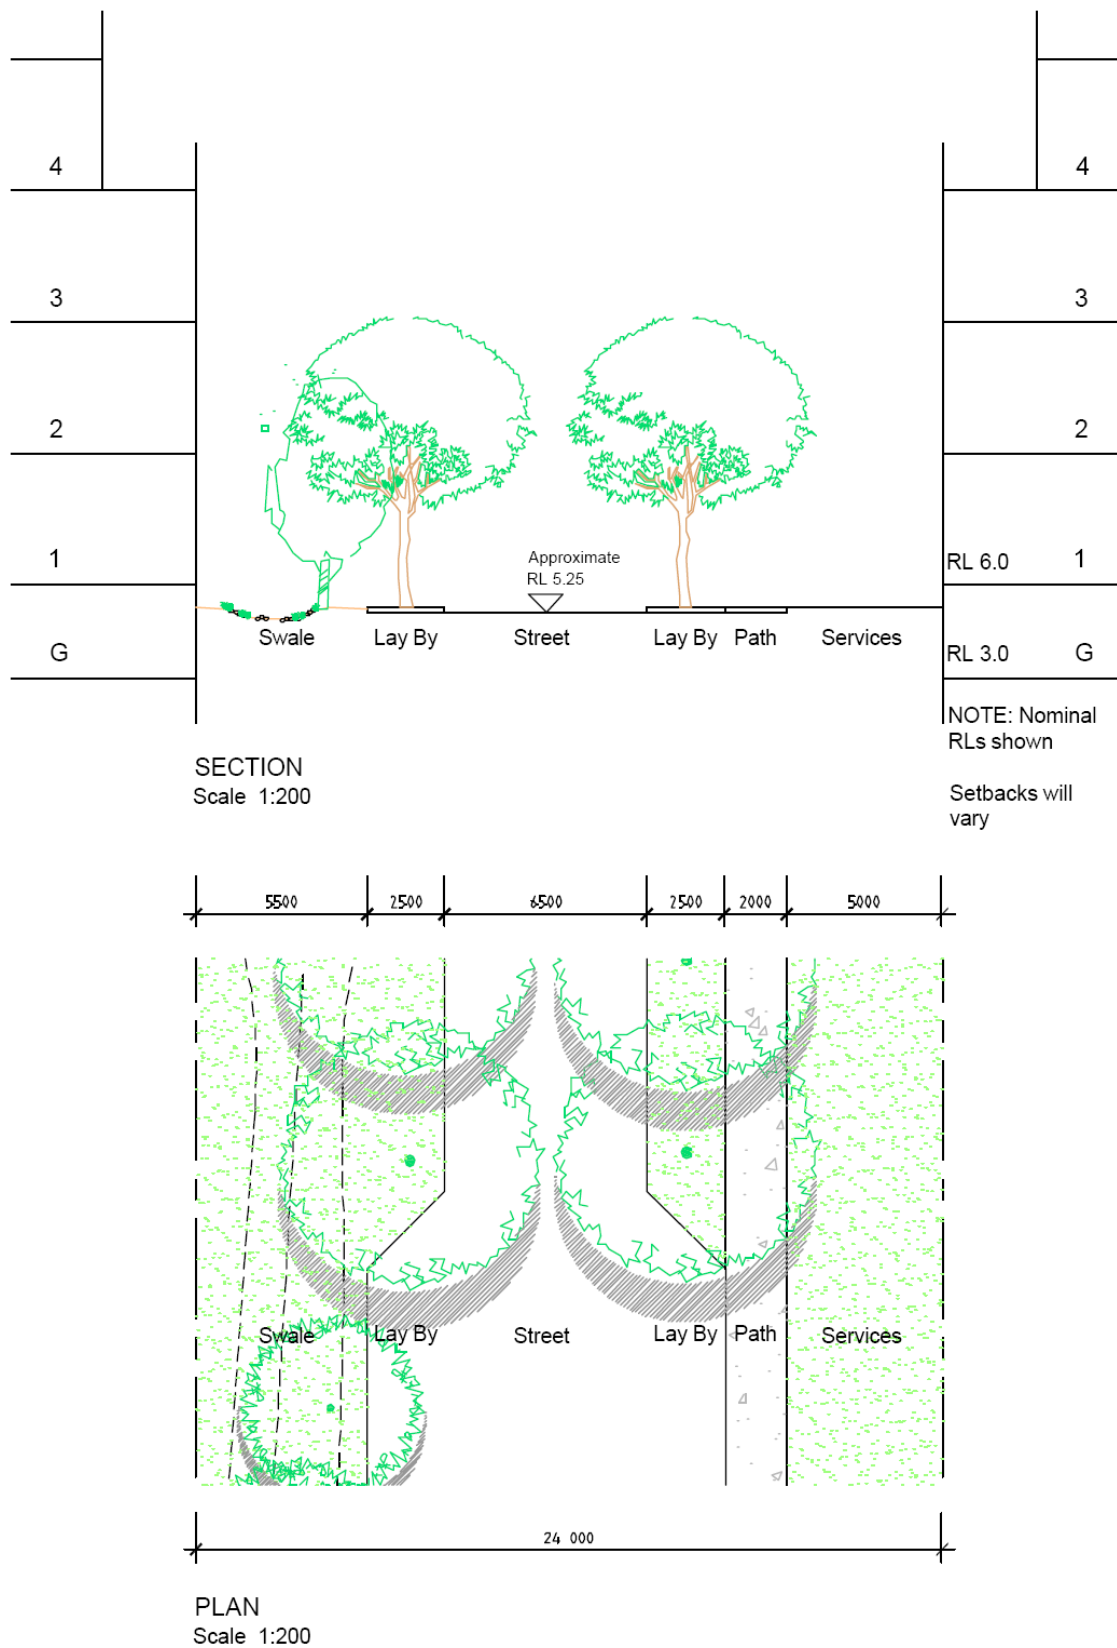 4 4
3 3
2 2
Approximate
RL 5.25
1 RL 6.0 1
Swale Lay By Street Lay By Path Services
G RL 3.0 G
NOTE: Nominal
RLs shown
SECTION
Scale 1:200
Setbacks will
vary
5500 2500 6500 2500 2000 5000
Swale Lay By Street Lay By Path Services
24 000
PLAN
Scale 1:200